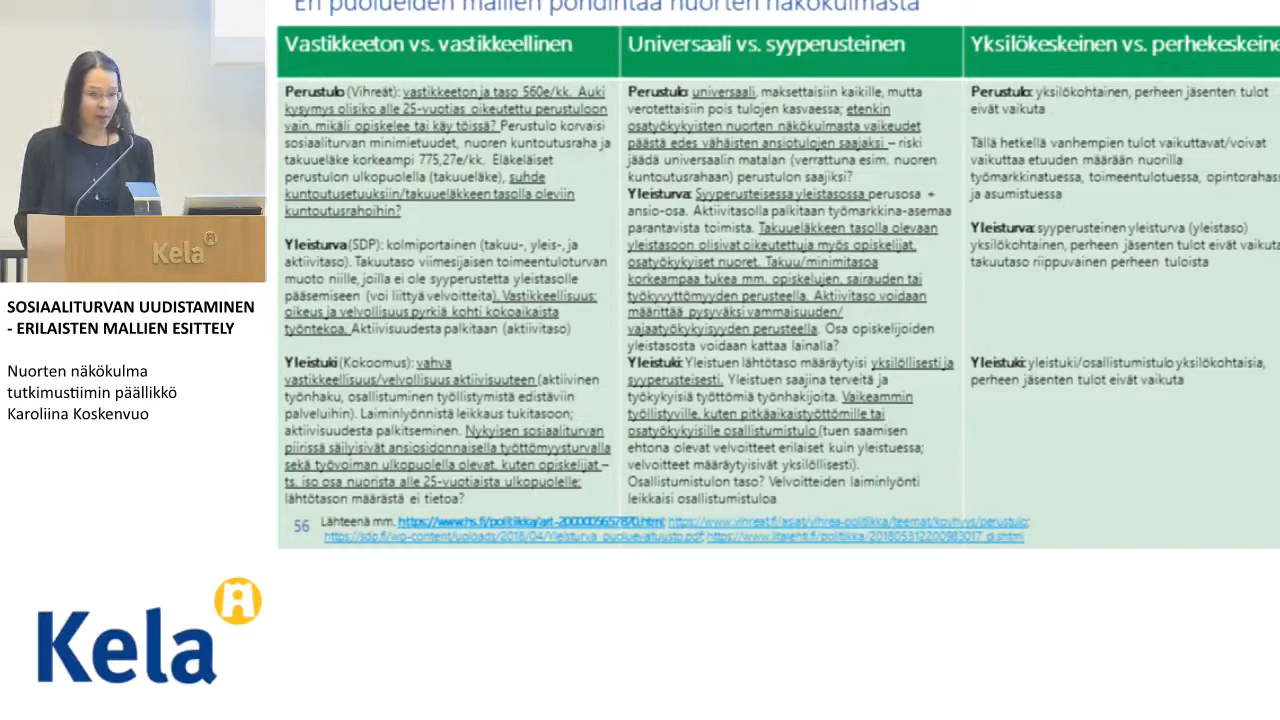 Eri puolueiden mallien pohdintaa nuorten näkökulmasta
Kela
SOSIAALITURVAN UUDISTAMINEN
- ERILAISTEN MALLIEN ESITTELY
Nuorten näkökulma
tutkimustiimin päällikkö
Karoliina Koskenvuo
Kela
Vastikkeeton vs. vastikkeellinen
Perustulo (Vihreät): vastikkeeton ja taso 560e/kk. Auki
kysymys olisiko alle 25-vuotias oikeutettu perustuloon
vain, mikäli opiskelee tai käy töissä? Perustulo korvaisi
sosiaaliturvan minimietuudet, nuoren kuntoutusraha ja
takuueläke korkeampi 775,27e/kk. Eläkeläiset
perustulon ulkopuolella (takuueläke), suhde
kuntoutusetuuksiin/takuueläkkeen tasolla oleviin
kuntoutusrahoihin?
Yleisturva (SDP): kolmiportainen (takuu-, yleis-, ja
aktiivitaso). Takuutaso viimesijaisen toimeentuloturvan
muoto niille, joilla ei ole syyperustetta yleistasolle
pääsemiseen (voi liittyä velvoitteita). Vastikkeellisuus:
oikeus ja velvollisuus pyrkiä kohti kokoaikaista
työntekoa. Aktiivisuudesta palkitaan (aktiivitaso)
Yleistuki (Kokoomus): vahva
vastikkeellisuus/velvollisuus aktiivisuuteen (aktiivinen
työnhaku, osallistuminen työllistymistä edistäviin
palveluihin). Laiminlyönnistä leikkaus tukitasoon;
aktiivisuudesta palkitseminen. Nykyisen sosiaaliturvan
piirissä säilyisivät ansiosidonnaisella työttömyysturvalla
sekä työvoiman ulkopuolella olevat, kuten opiskelijat –
ts. iso osa nuorista alle 25-vuotiaista ulkopuolelle;
lähtötason määrästä ei tietoa?
Universaali vs. syyperusteinen
Perustulo: universaali, maksettaisiin kaikille, mutta
verotettaisiin pois tulojen kasvaessa; etenkin
osatyökykyisten nuorten näkökulmasta vaikeudet
päästä edes vähäisten ansiotulojen saajaksi – riski
jäädä universaalin matalan (verrattuna esim. nuoren
kuntoutusrahaan) perustulon saajiksi?
Yleisturva: Syyperusteisessa yleistasossa perusosa +
ansio-osa. Aktiivitasolla palkitaan työmarkkina-asemaa
parantavista toimista. Takuueläkkeen tasolla olevaan
yleistasoon olisivat oikeutettuja myös opiskelijat,
osatyökykyiset nuoret. Takuu/minimitasoa
korkeampaa tukea mm. opiskelujen, sairauden tai
työkyvyttömyyden perusteella. Aktiivitaso voidaan
määrittää pysyväksi vammaisuuden/
vajaatyökykyisyyden perusteella. Osa opiskelijoiden
yleistasosta voidaan kattaa lainalla?
Yleistuki: Yleistuen lähtötaso määräytyisi yksilöllisesti ja
syyperusteisesti. Yleistuen saajina terveitä ja
työkykyisiä työttömiä työnhakijoita. Vaikeammin
työllistyville, kuten pitkäaikaistyöttömille tai
osatyökykyisille osallistumistulo (tuen saamisen
ehtona olevat velvoitteet erilaiset kuin yleistuessa;
velvoitteet määräytyisivät yksilöllisesti).
Osallistumistulon taso? Velvoitteiden laiminlyönti
leikkaisi osallistumistuloa
Yksilökeskeinen vs. perhekeskeine
Perustulo: yksilökohtainen, perheen jäsenten tulot
eivät vaikuta
Tällä hetkellä vanhempien tulot vaikuttavat/voivat
vaikuttaa etuuden määrään nuorilla
työmarkkinatuessa, toimeentulotuessa, opintorahass
ja asumistuessa
Yleisturva: syyperusteinen yleisturva (yleistaso)
yksilökohtainen, perheen jäsenten tulot eivät vaikuta
takuutaso riippuvainen perheen tuloista
Yleistuki: yleistuki/osallistumistulo yksilökohtaisia,
perheen jäsenten tulot eivät vaikuta
56 Lähteenä mm.